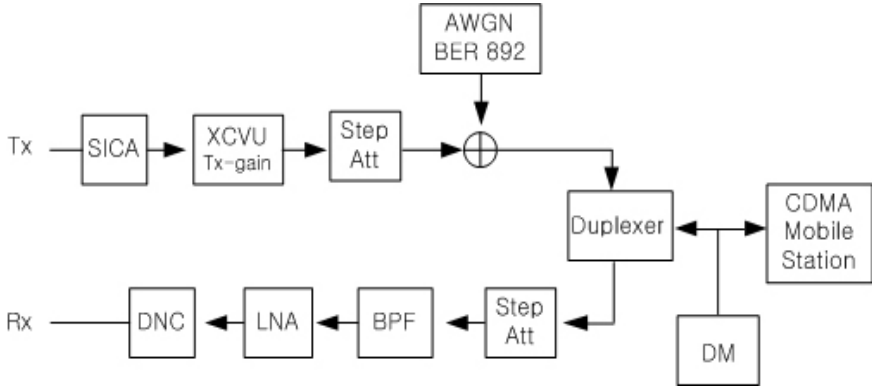 AWGN
BER 892
Tx
SICA
XCVU
Tx-gain
Step
Att
Duplexer
CDMA
Mobile
Station
Rx
DNC
LNA
BPF
Step
Att
DM